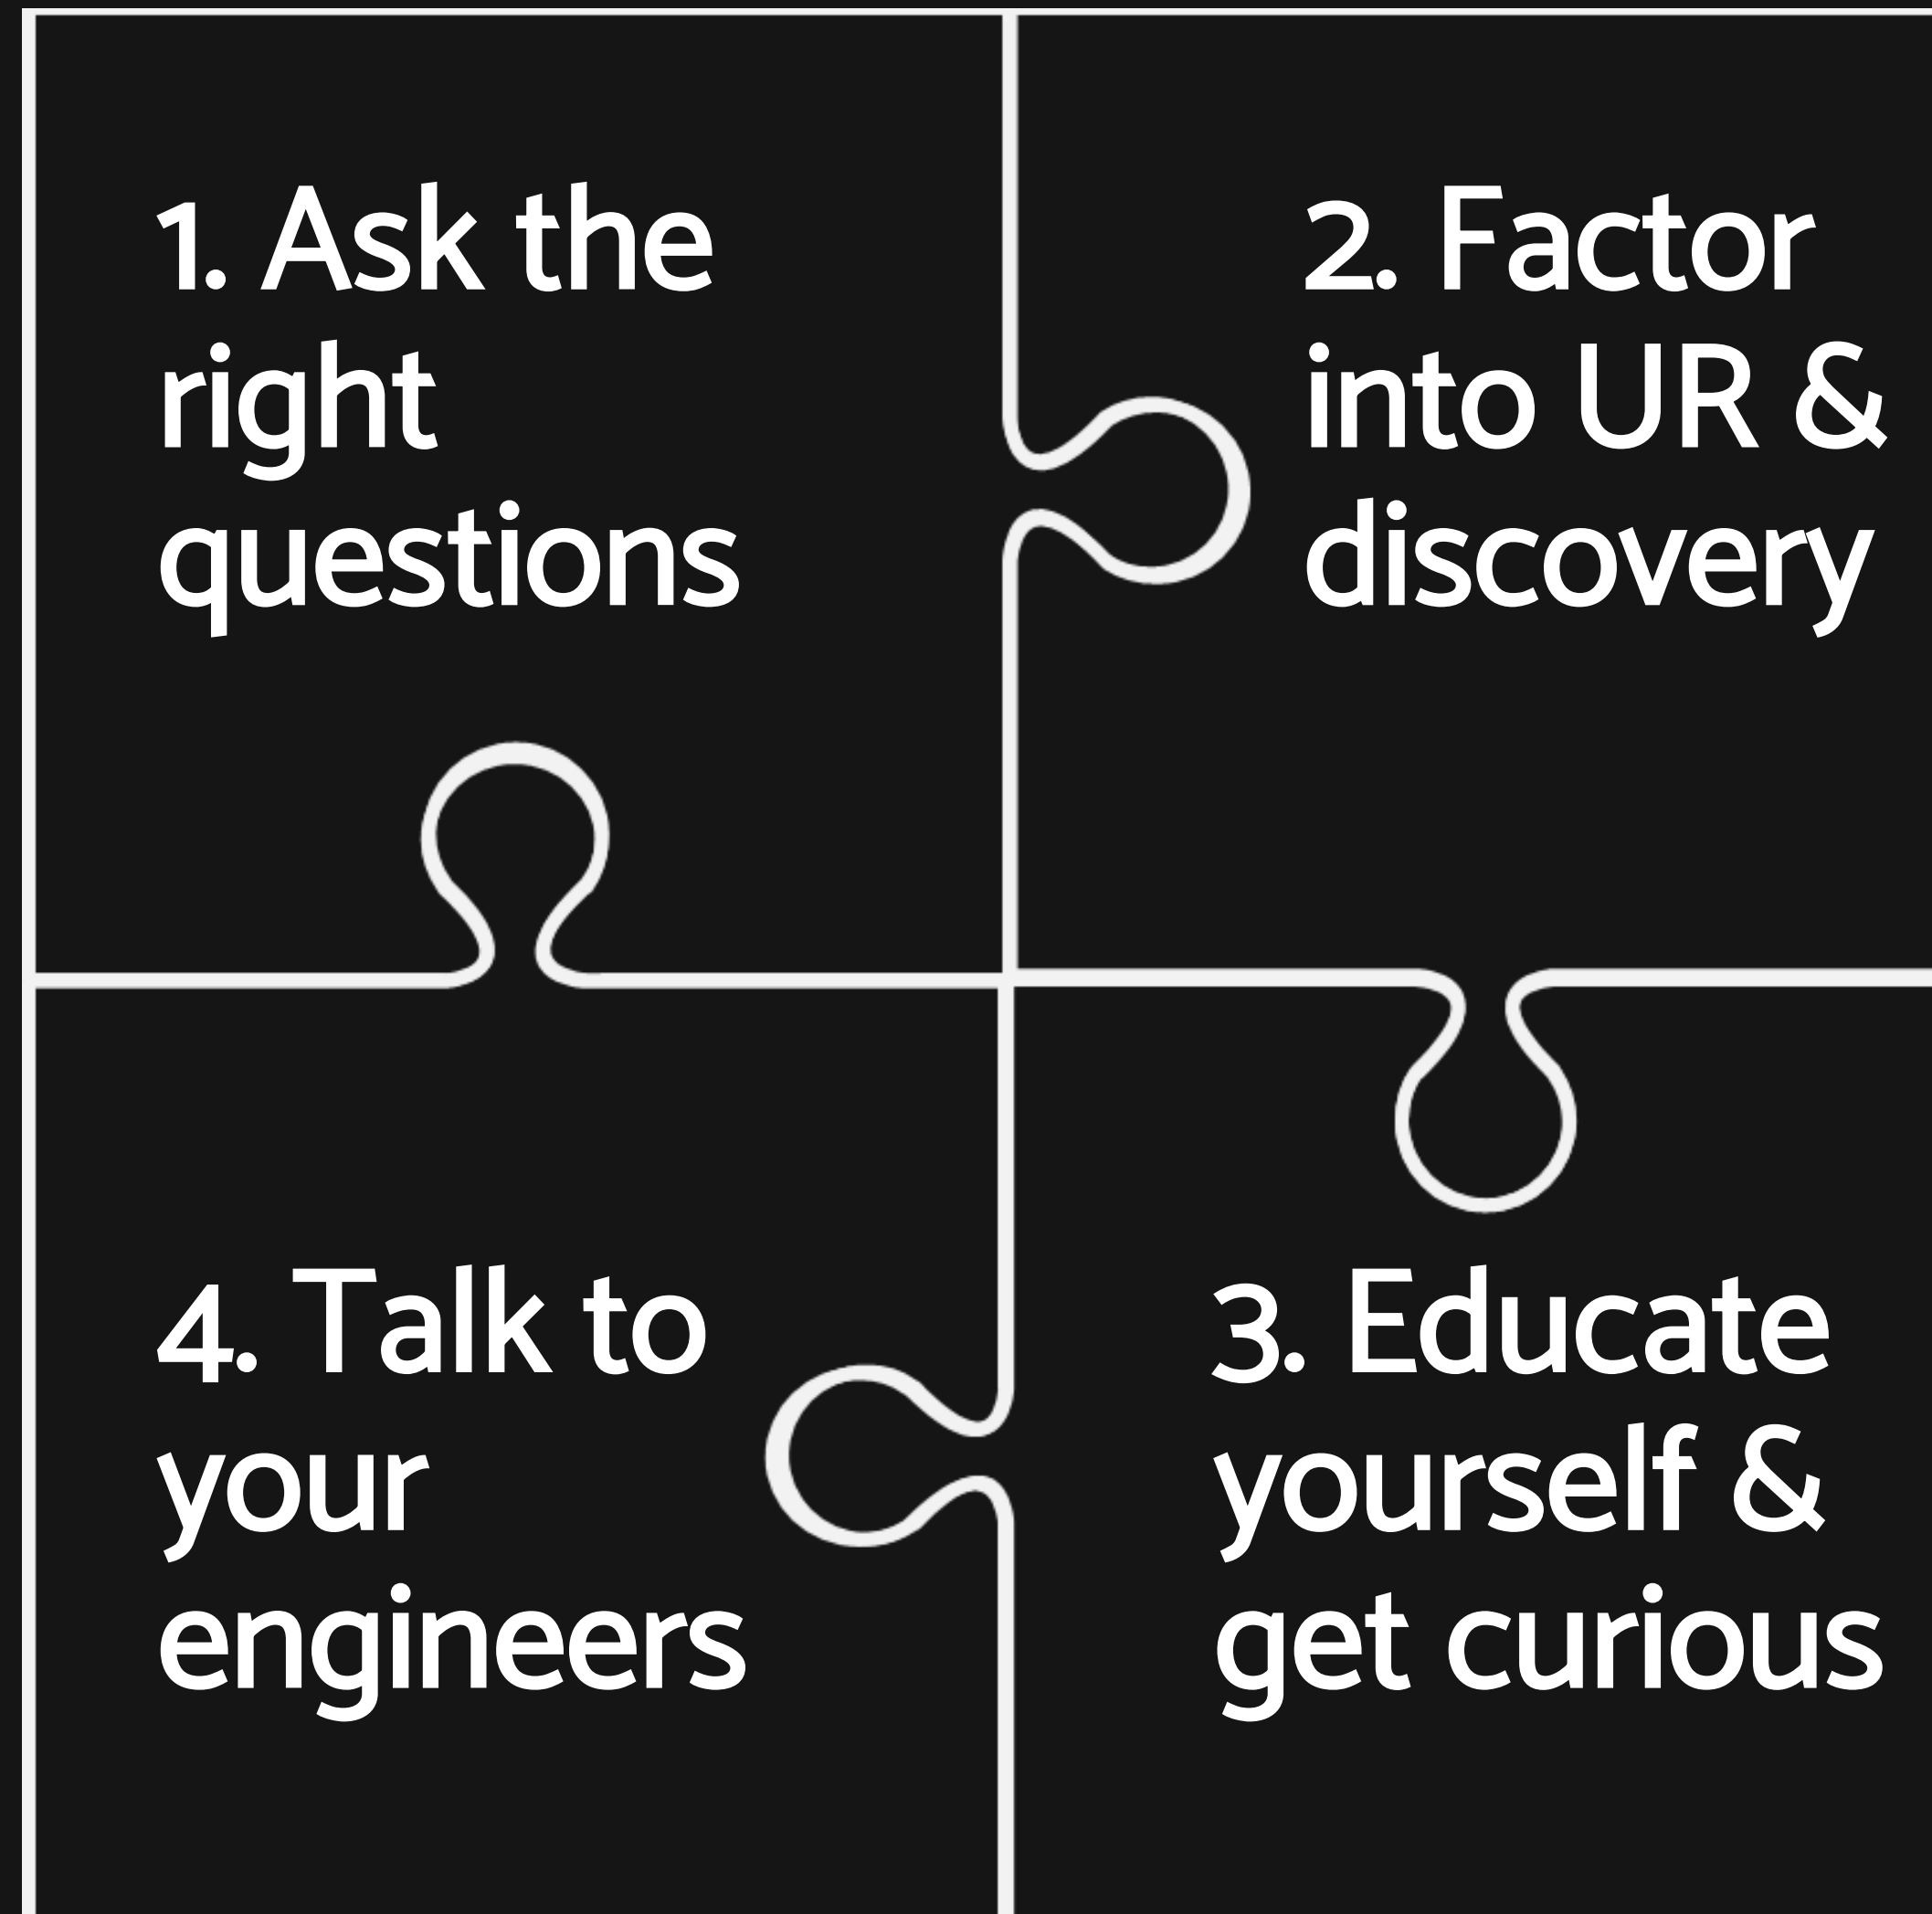 1. Ask the
right
questions
2. Factor
into UR &
discovery
3. Educate
yourself &
get curious
4. Talk to
your
engineers